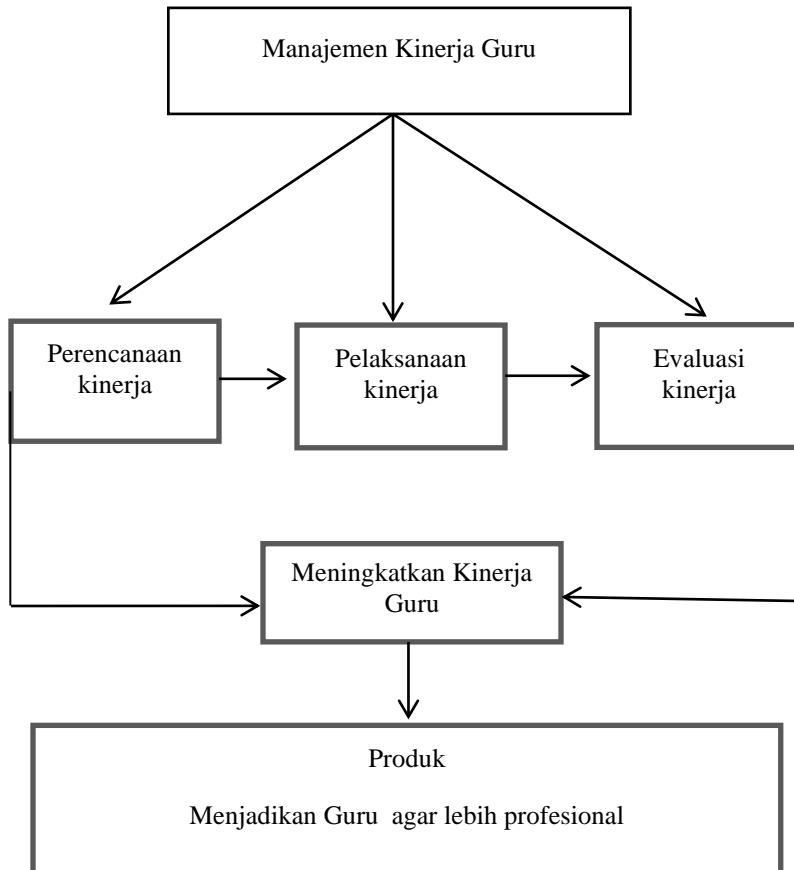 Manajemen Kinerja Guru
Perencanaan
kinerja
Pelaksanaan
kinerja
Evaluasi
kinerja
Meningkatkan Kinerja
Guru
Produk
Menjadikan Guru  agar lebih profesional